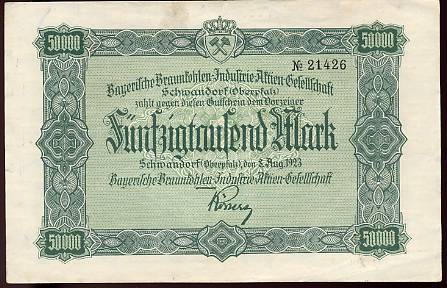 50000
50000
№ 21426
Bayerische Braunkohlen-Industrie Aktien-Gesellschaft
Schwandorf (Oberpfalz)
zahlt gegen diesen Gutschein dem Vorzeiger
Fünfzigtausend Mark
Schwandorf (Oberpfalz), den 8. Aug. 1923
Bayerische Braunkohlen-Industrie Aktien-Gesellschaft
50000
50000